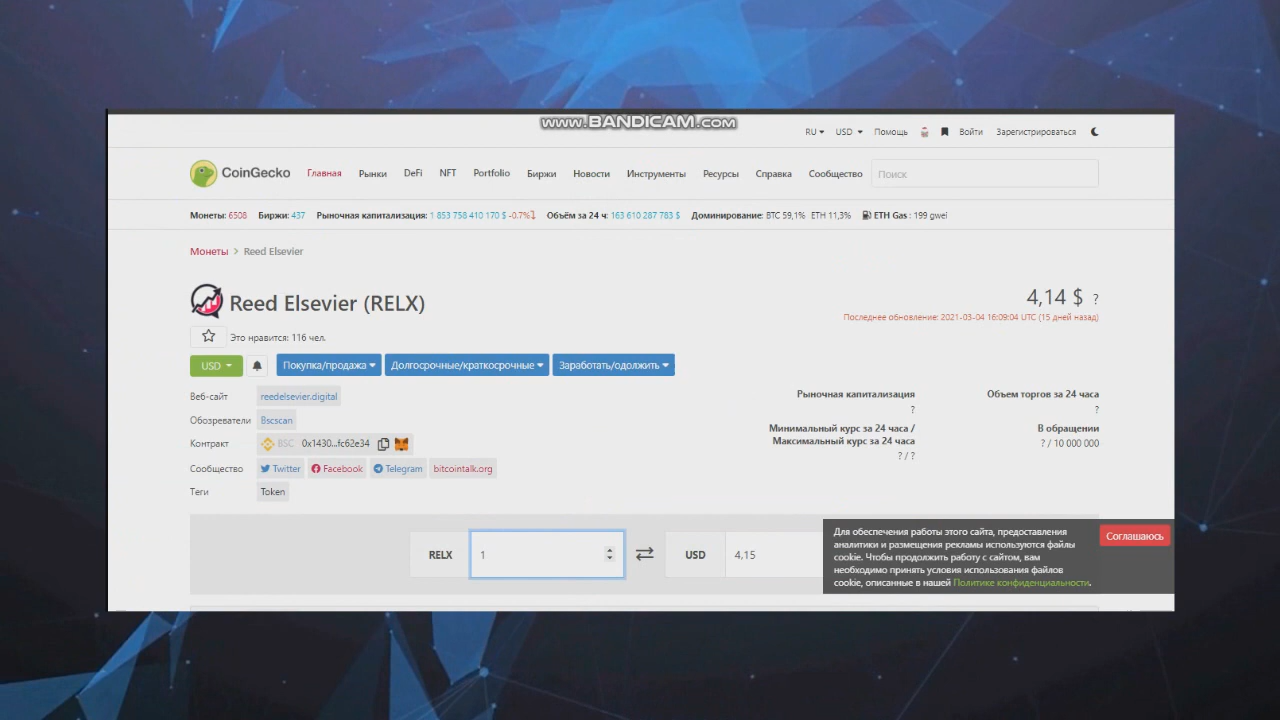 www.BANDICAM.com
RU USD Помощь Войти Зарегистрироваться
CoinGecko Главная Рынки DeFi NFT Portfolio Биржи Новости Инструменты Ресурсы Справка Сообщество Поиск
Монеты: 6508 Биржи: 437 Рыночная капитализация: 1 853 758 410 170 $ -0.7% Объём за 24 ч: 163 610 287 783 $ Доминирование: BTC 59,1% ETH 11,3% ETH Gas : 199 gwei
Монеты > Reed Elsevier
Reed Elsevier (RELX)
4,14 $ ?
Последнее обновление: 2021-03-04 16:09:04 UTC (15 дней назад)
Это нравится: 116 чел.
USD Покупка/продажа Долгосрочные/краткосрочные Заработать/одолжить
Веб-сайт reedelsevier.digital
Обозреватели Bscscan
Контракт BSC 0x1430...fc62e34
Сообщество Twitter Facebook Telegram bitcointalk.org
Теги Token
Рыночная капитализация
?
Объем торгов за 24 часа
?
Минимальный курс за 24 часа /
Максимальный курс за 24 часа
? / ?
В обращении
? / 10 000 000
RELX 1 USD 4,15
Для обеспечения работы этого сайта, предоставления
аналитики и размещения рекламы используются файлы
cookie. Чтобы продолжить работу с сайтом, вам
необходимо принять условия использования файлов
cookie, описанные в нашей Политике конфиденциальности.
Соглашаюсь